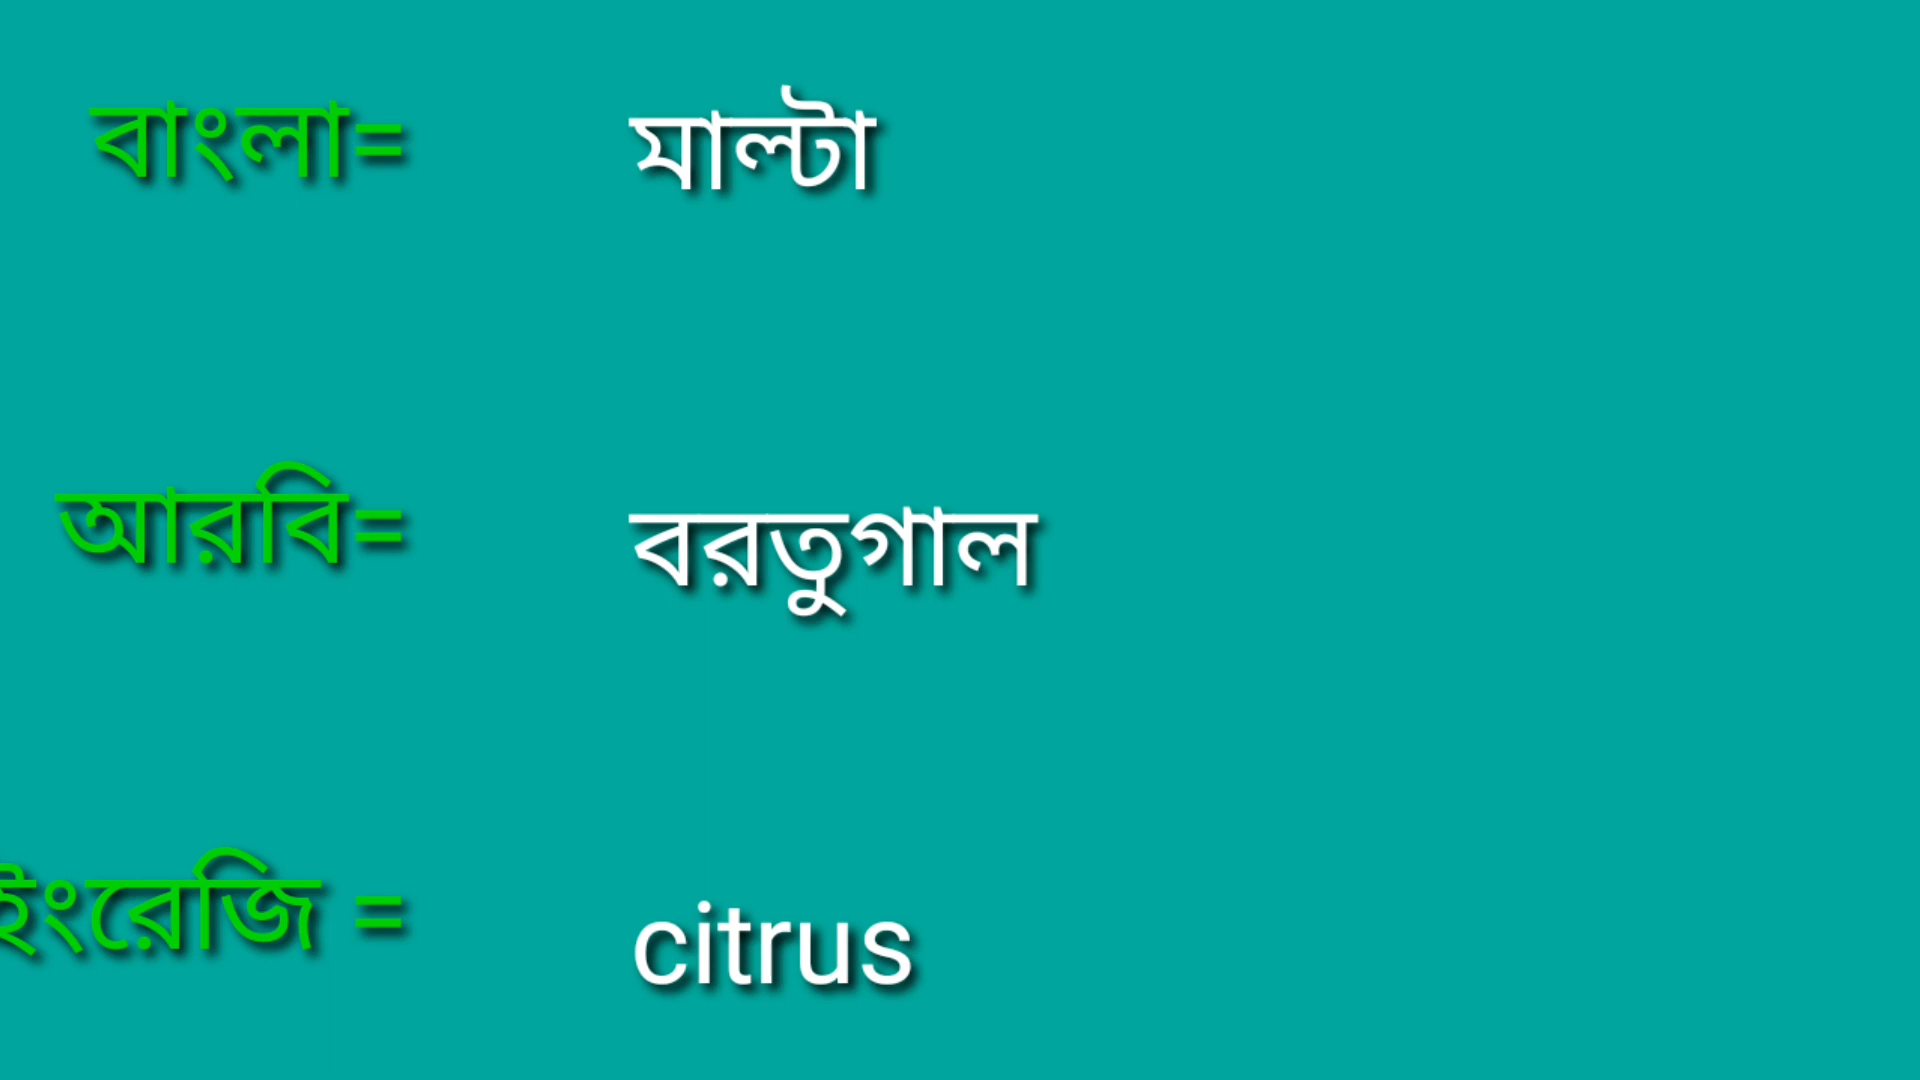 বাংলা= মাল্টা
আরবি= বরতুগাল
ইংরেজি = citrus